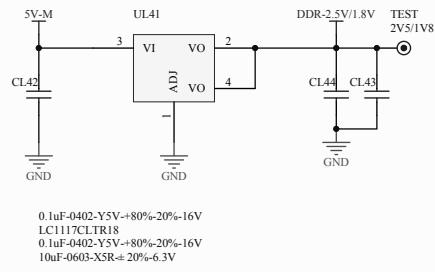 5V-M UL41 DDR-2.5V/1.8V TEST
2V5/1V8
3 VI VO 2
ADJ
CL42 VO 4 CL44 CL43
1
GND GND GND
0.1uF-0402-Y5V-+80%-20%-16V
LC1117CLTR18
0.1uF-0402-Y5V-+80%-20%-16V
10uF-0603-X5R-±20%-6.3V